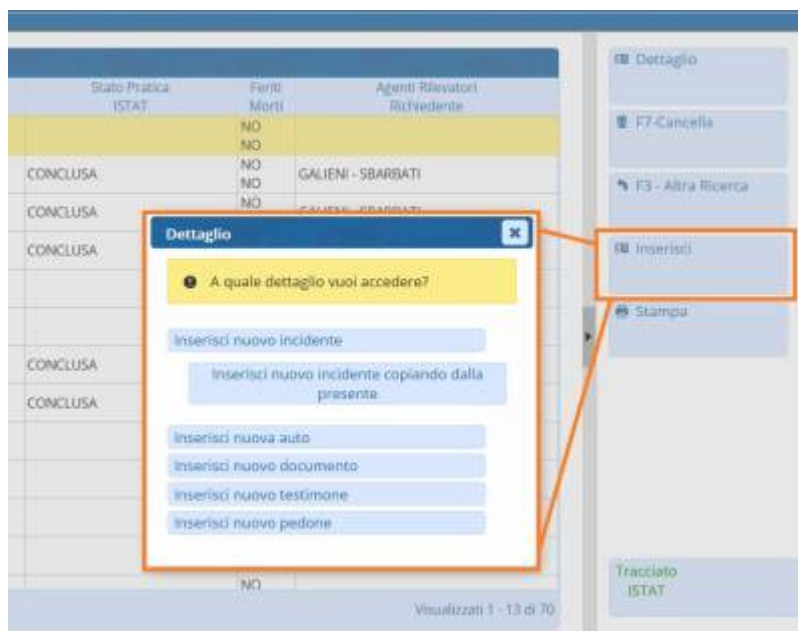 Stato Pratica
ISTAT
Feriti
Morti
Agenti Rilevatori
Richiedente
NO
NO
CONCLUSA
NO
NO
GALIENI - SBARBATI
CONCLUSA
NO
GALIENI - SBARBATI
CONCLUSA
CONCLUSA
CONCLUSA
NO
Visualizzati 1 - 13 di 70
Dettaglio
A quale dettaglio vuoi accedere?
Inserisci nuovo incidente
Inserisci nuovo incidente copiando dalla
presente
Inserisci nuova auto
Inserisci nuovo documento
Inserisci nuovo testimone
Inserisci nuovo pedone
Dettaglio
F7-Cancella
F3 - Altra Ricerca
Inserisci
Stampa
Tracciato
ISTAT